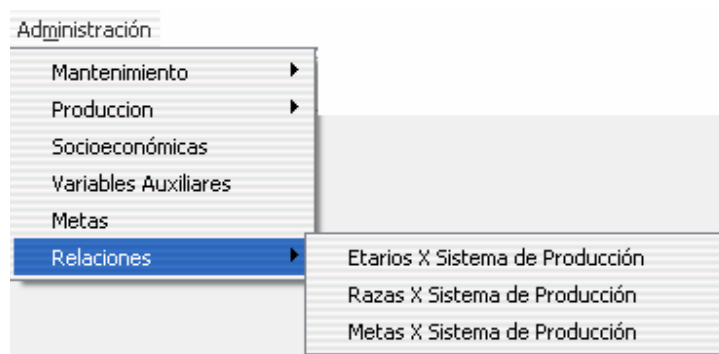 Administración
Mantenimiento
Produccion
Socioeconómicas
Variables Auxiliares
Metas
Relaciones
Etarios X Sistema de Producción
Razas X Sistema de Producción
Metas X Sistema de Producción